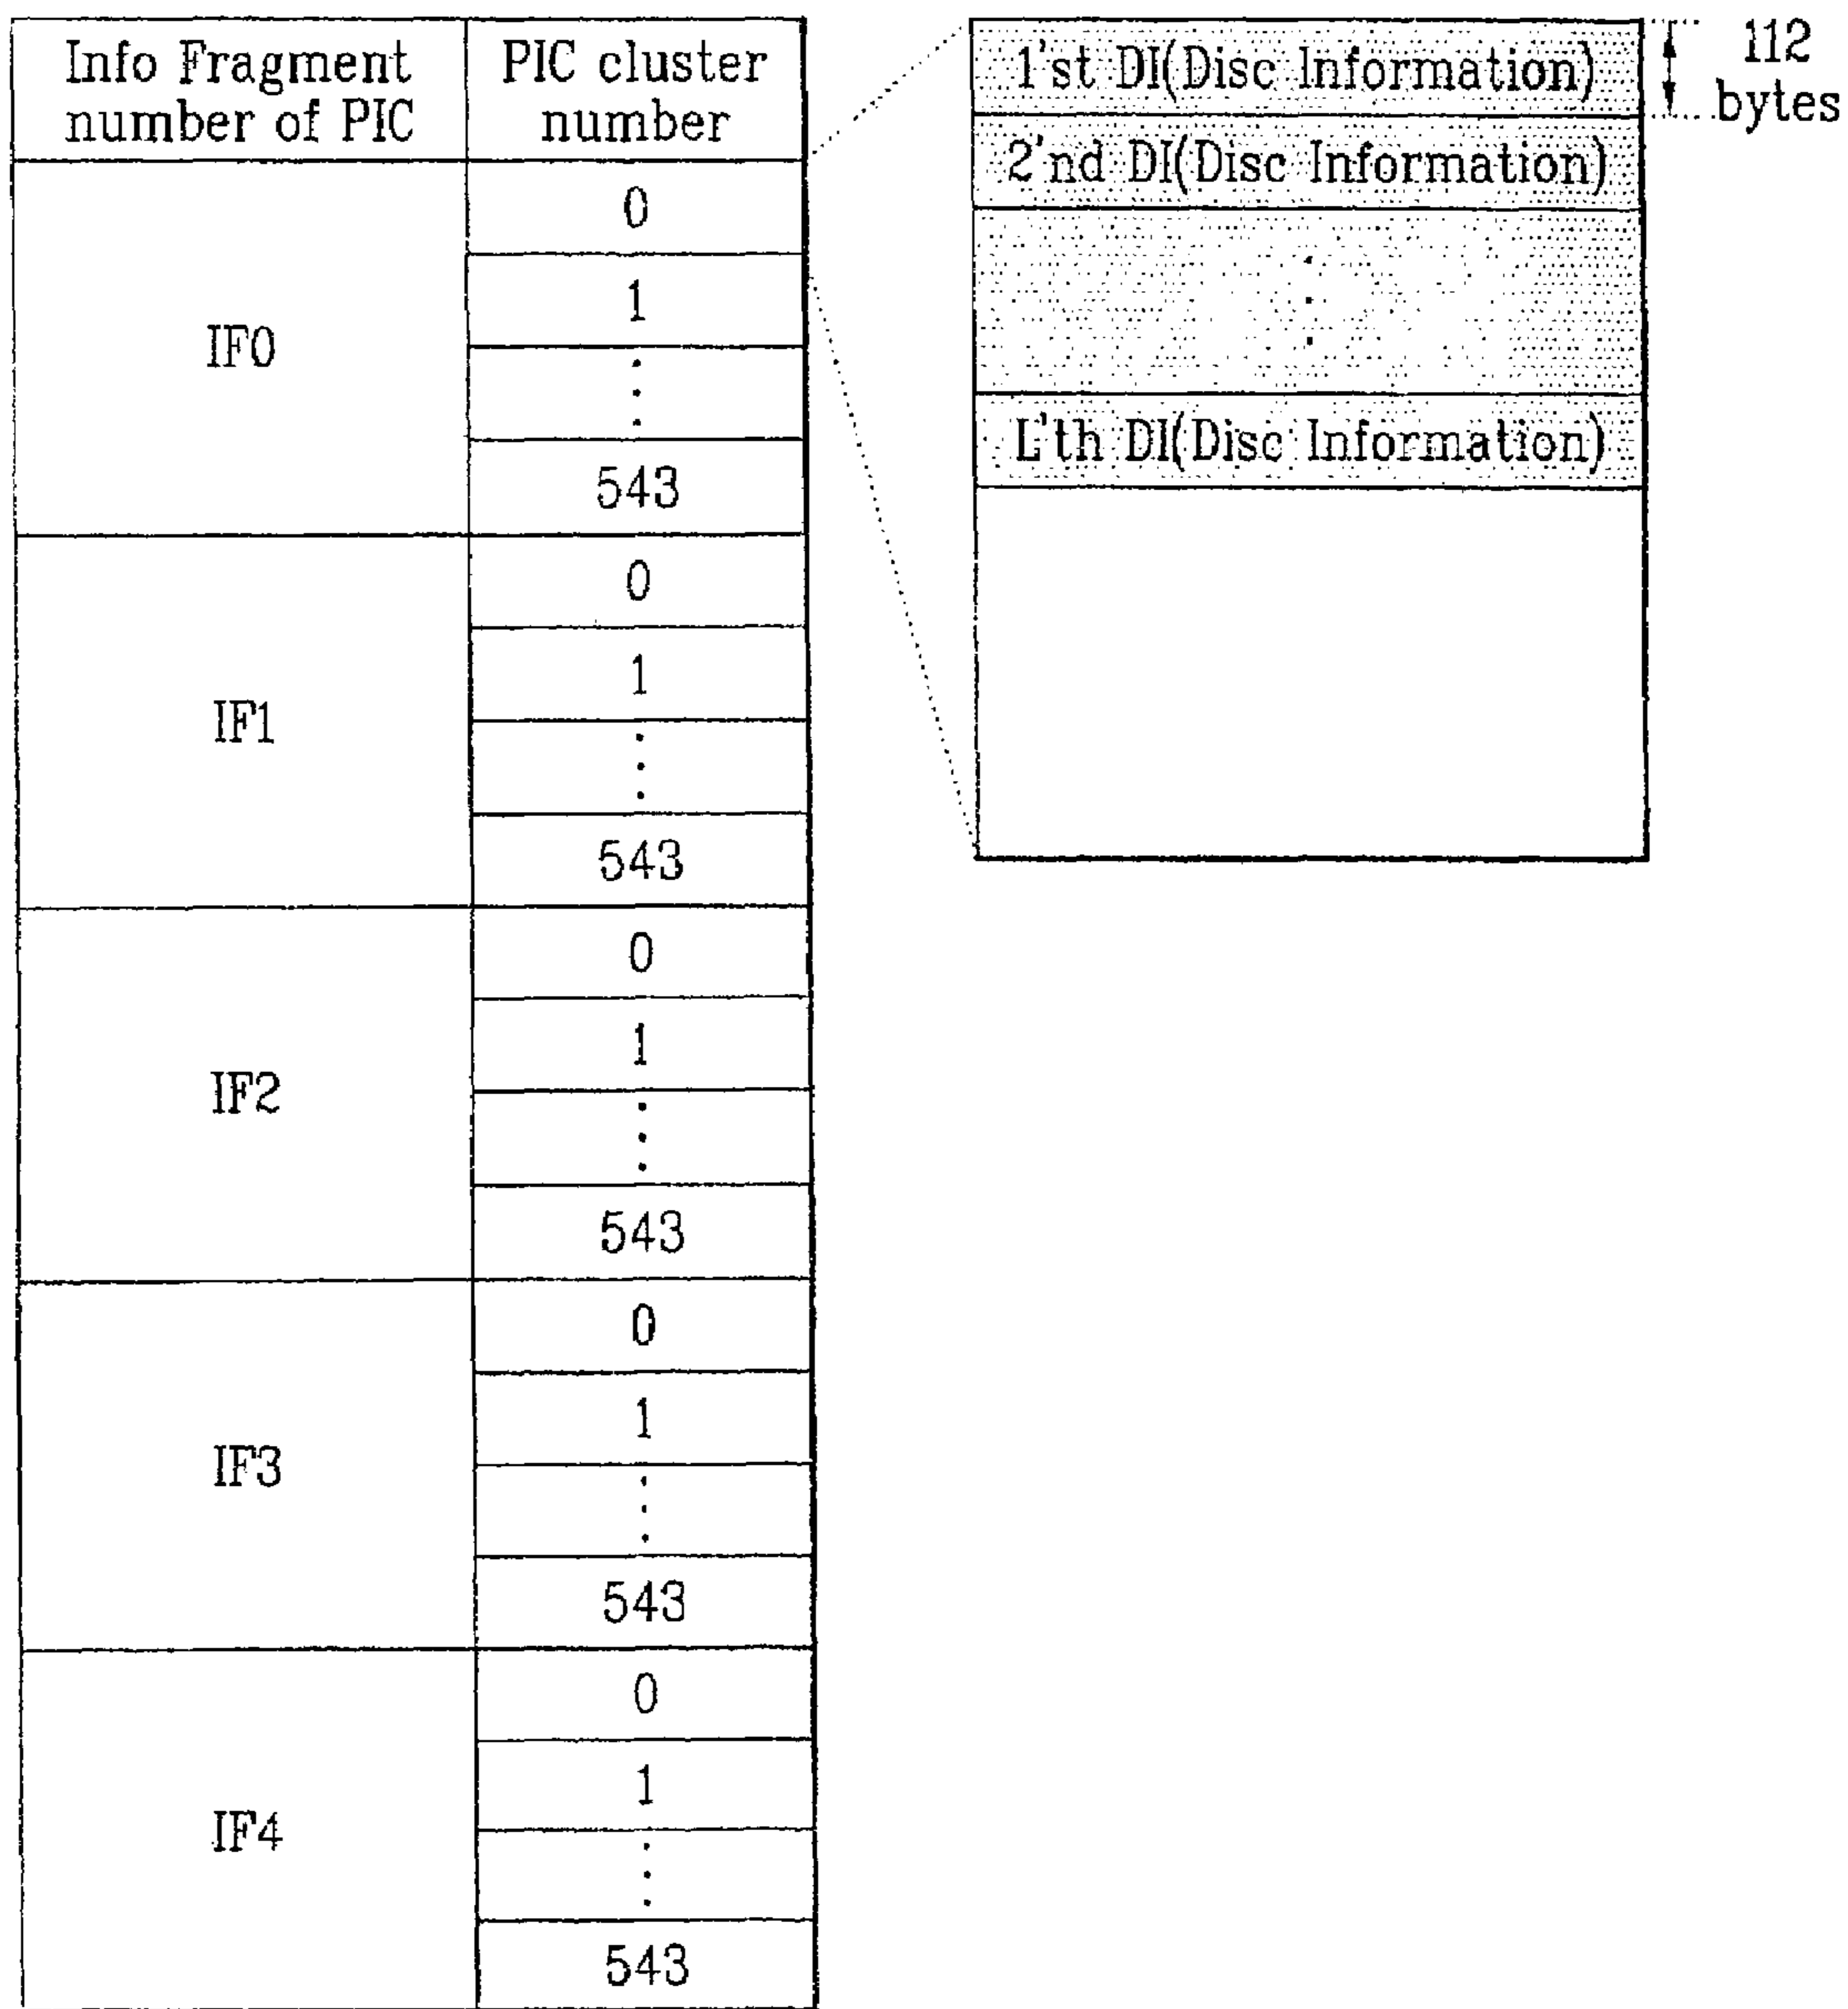 Info Fragment
number of PIC
PIC cluster
number
IF0
0
1
543
IF1
0
1
543
IF2
0
1
543
IF3
0
1
543
IF4
0
1
543
1'st DI(Disc Information)
2'nd DI(Disc Information)
L'th DI(Disc Information)
112
bytes